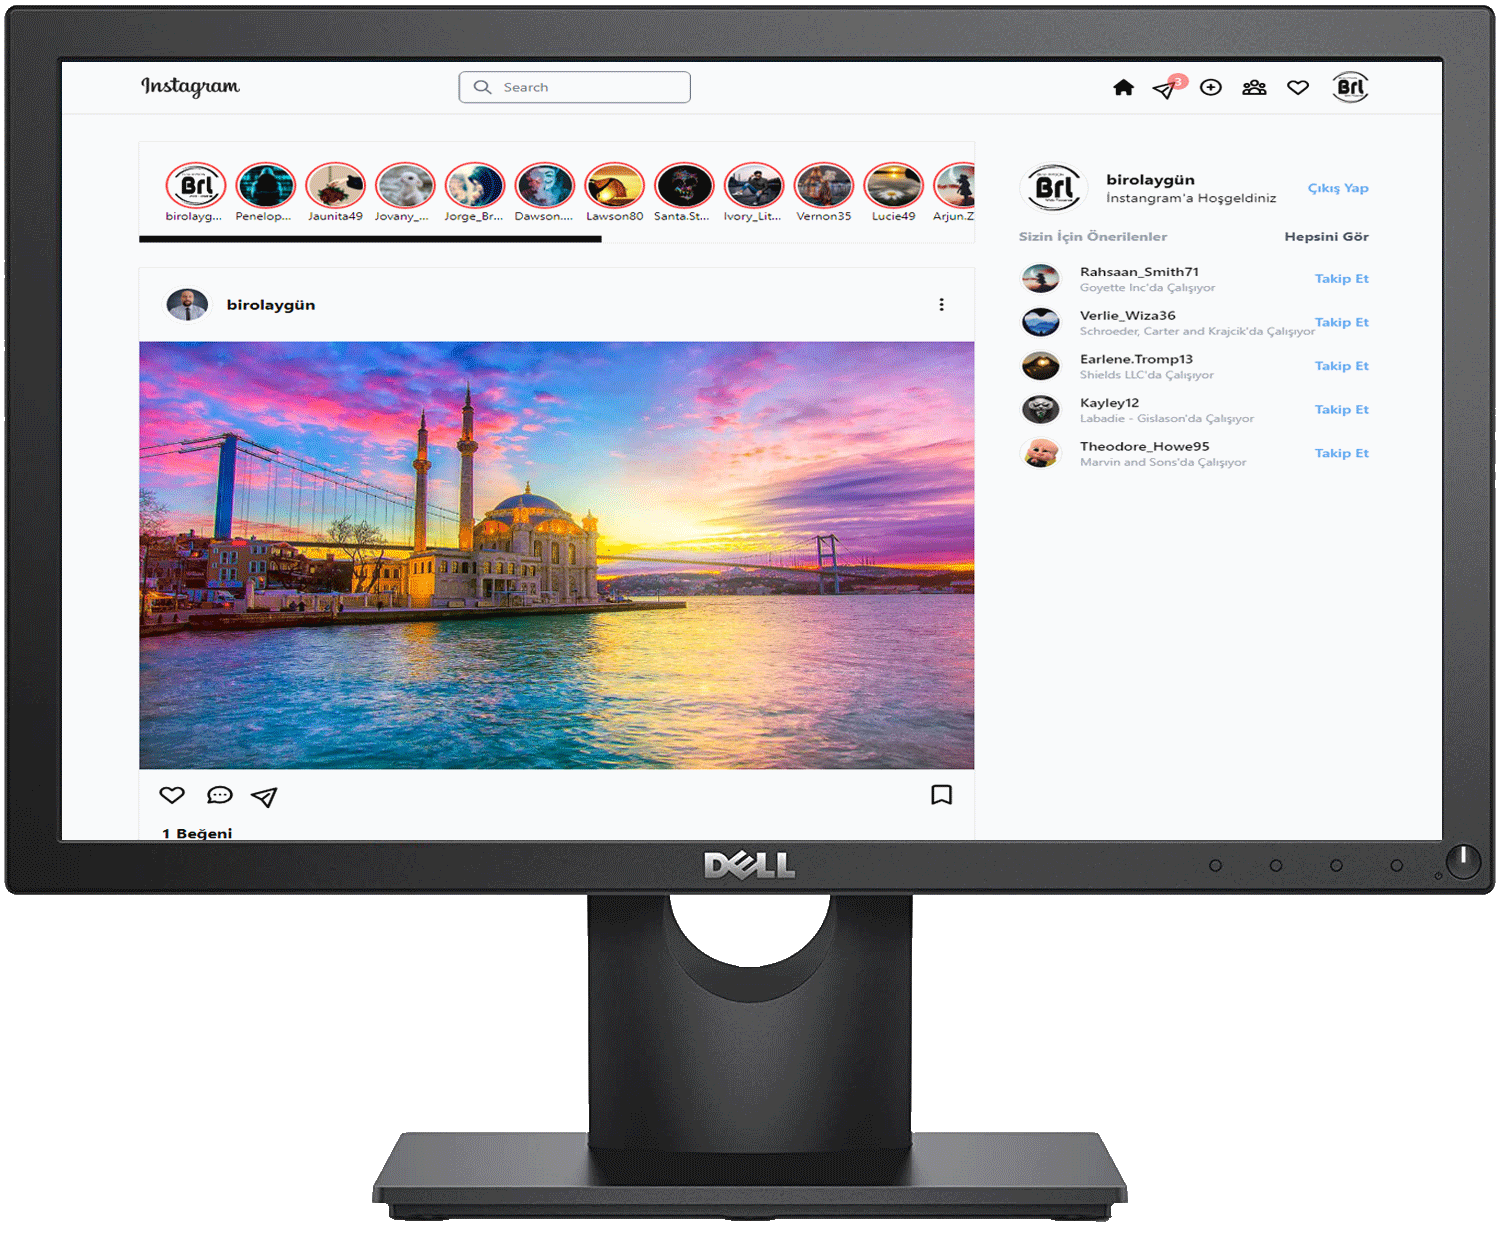 Instagram
Search
3
Brl
Brl
birolayg...
Penelop...
Jaunita49
Jovany_...
Jorge_Br...
Dawson....
Lawson80
Santa.St...
Ivory_Lit...
Vernon35
Lucie49
Arjun.Z
Brl
birolaygün
İnstangram'a Hoşgeldiniz
Çıkış Yap
Sizin İçin Önerilenler
Hepsini Gör
Rahsaan_Smith71
Goyette Inc'da Çalışıyor
Takip Et
Verlie_Wiza36
Schroeder, Carter and Krajcik'da Çalışıyor
Takip Et
Earlene.Tromp13
Shields LLC'da Çalışıyor
Takip Et
Kayley12
Labadie - Gislason'da Çalışıyor
Takip Et
Theodore_Howe95
Marvin and Sons'da Çalışıyor
Takip Et
birolaygün
1 Beğeni
DELL